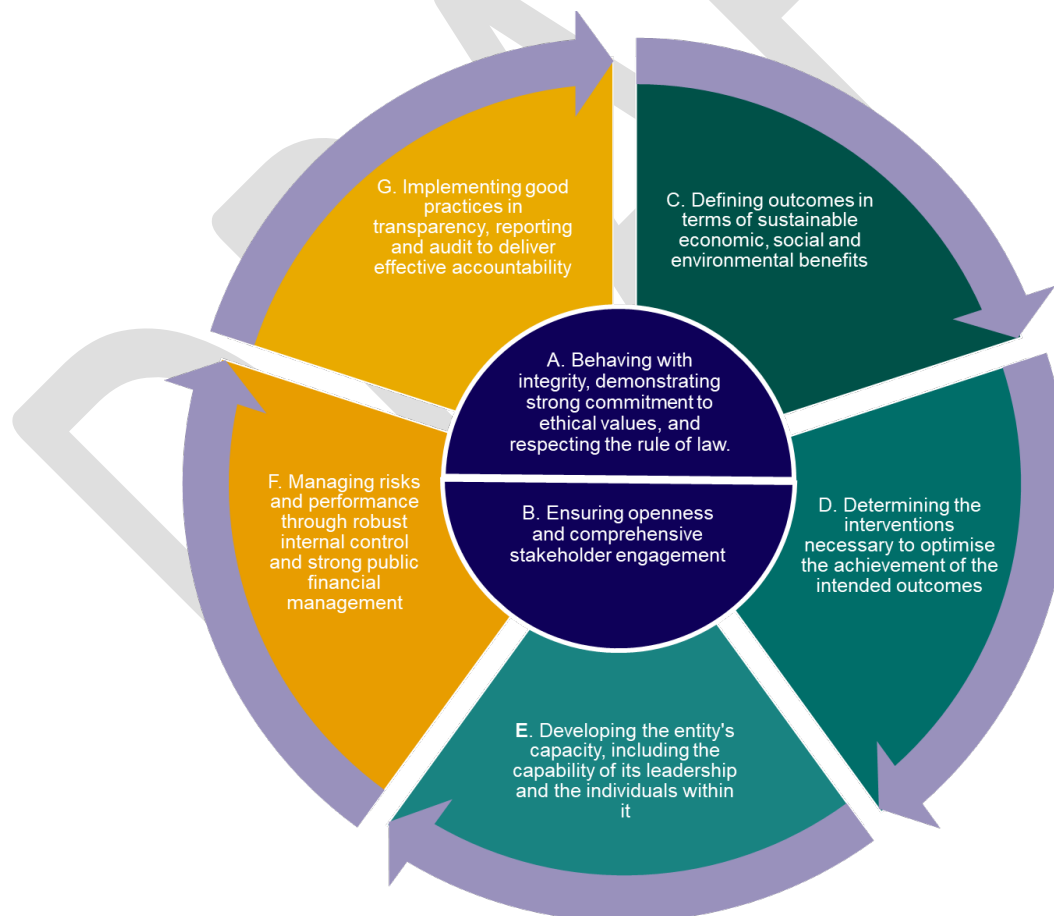 G. Implementing good
practices in
transparency, reporting
and audit to deliver
effective accountability
C. Defining outcomes in
terms of sustainable
economic, social and
environmental benefits
A. Behaving with
integrity, demonstrating
strong commitment to
ethical values, and
respecting the rule of law.
B. Ensuring openness
and comprehensive
stakeholder engagement
F. Managing risks
and performance
through robust
internal control
and strong public
financial
management
D. Determining the
interventions
necessary to optimise
the achievement of the
intended outcomes
E. Developing the entity's
capacity, including the
capability of its leadership
and the individuals within
it